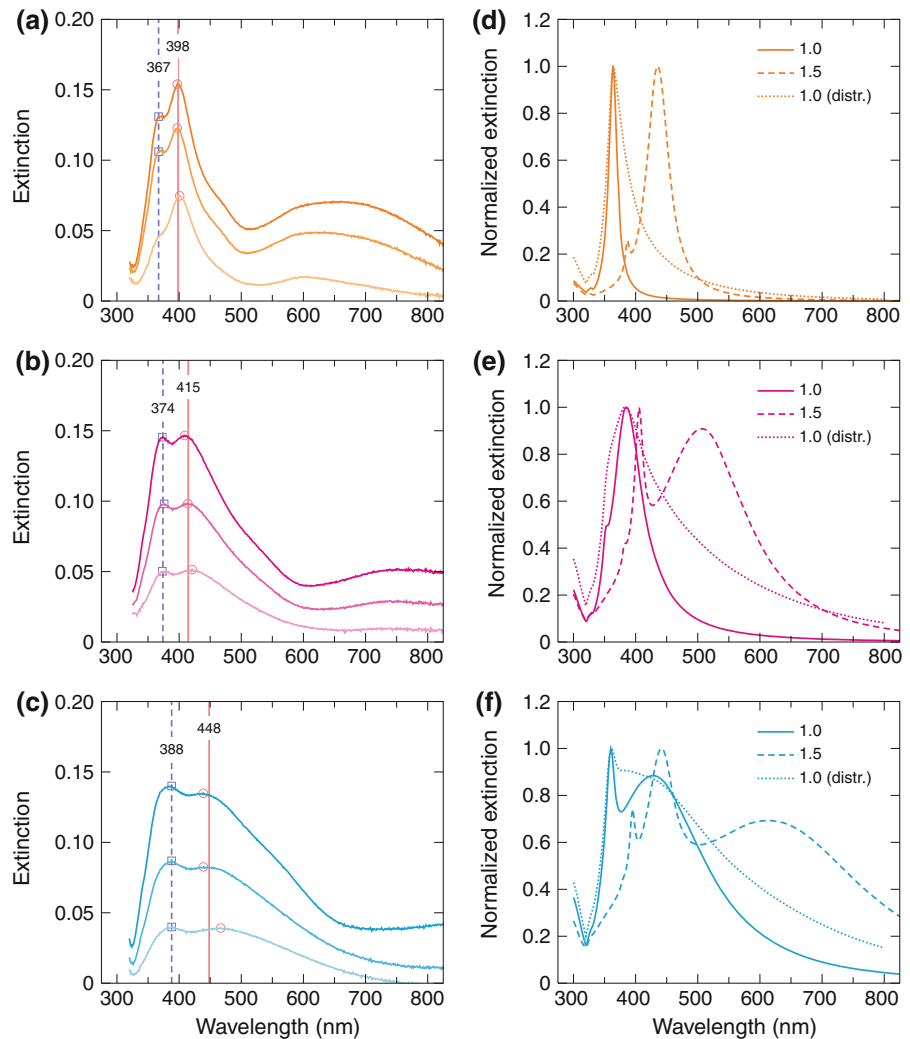 (a)
0.20
0.15
0.10
0.05
0
Extinction
367
398
300 400 500 600 700 800
(d)
1.2
1.0
0.8
0.6
0.4
0.2
0
Normalized extinction
1.0
1.5
1.0 (distr.)
300 400 500 600 700 800
(b)
0.20
0.15
0.10
0.05
0
Extinction
374
415
300 400 500 600 700 800
(e)
1.2
1.0
0.8
0.6
0.4
0.2
0
Normalized extinction
1.0
1.5
1.0 (distr.)
300 400 500 600 700 800
(c)
0.20
0.15
0.10
0.05
0
Extinction
388
448
300 400 500 600 700 800
Wavelength (nm)
(f)
1.2
1.0
0.8
0.6
0.4
0.2
0
Normalized extinction
1.0
1.5
1.0 (distr.)
300 400 500 600 700 800
Wavelength (nm)